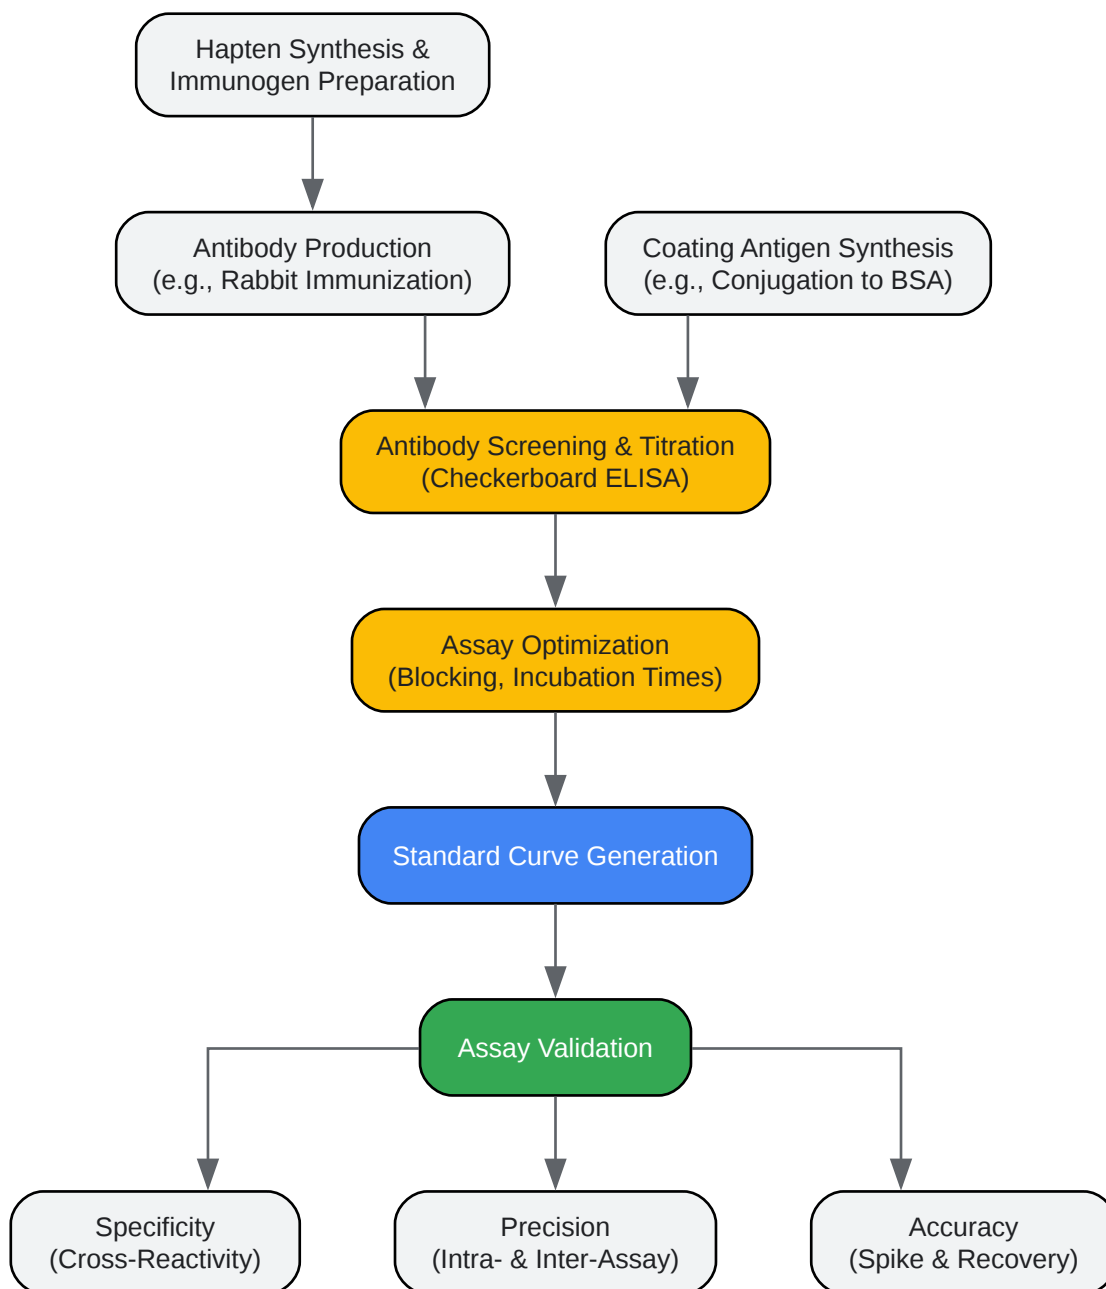 Hapten Synthesis &
Immunogen Preparation
Antibody Production
(e.g., Rabbit Immunization)
Coating Antigen Synthesis
(e.g., Conjugation to BSA)
Antibody Screening & Titration
(Checkerboard ELISA)
Assay Optimization
(Blocking, Incubation Times)
Standard Curve Generation
Assay Validation
Specificity
(Cross-Reactivity)
Precision
(Intra- & Inter-Assay)
Accuracy
(Spike & Recovery)